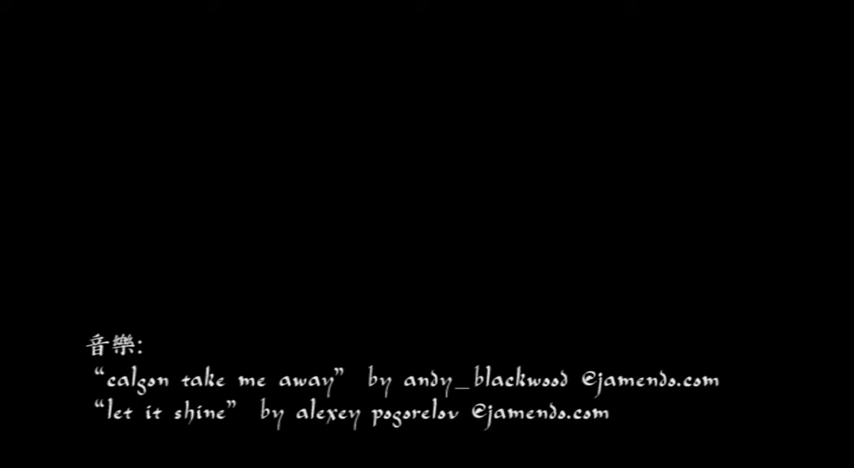 音樂:
“calgon take me away” by andy_blackwood @jamendo.com
“let it shine” by alexey pogorelov @jamendo.com